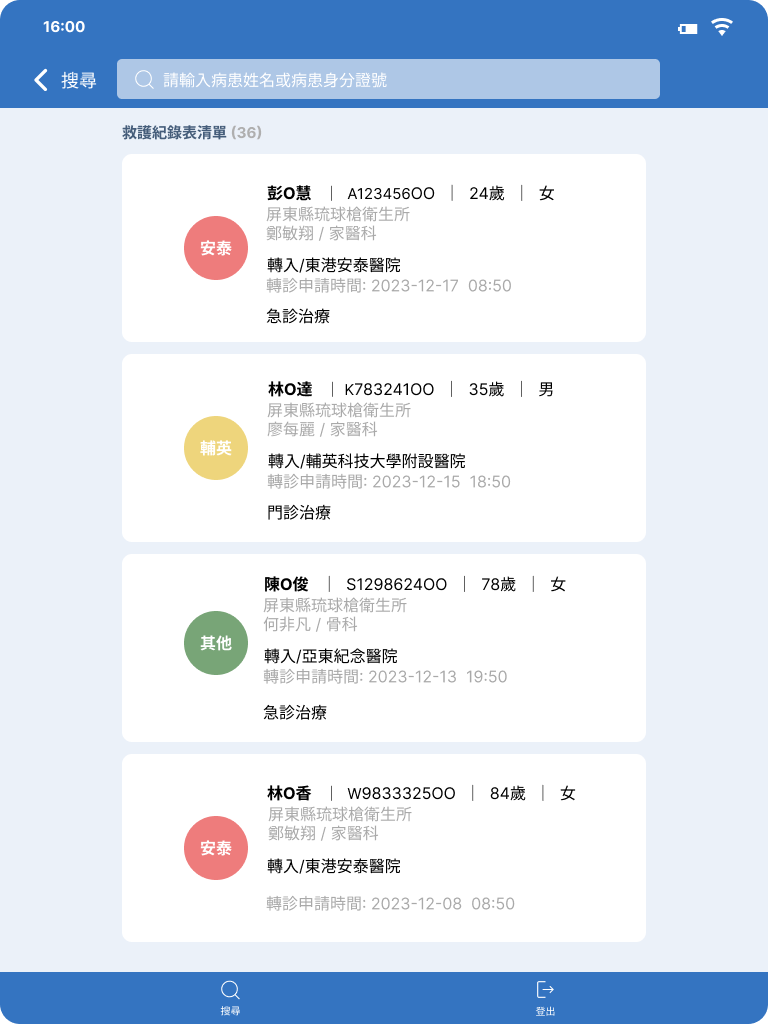 16:00
搜尋
請輸入病患姓名或病患身分證號
救護紀錄表清單 (36)
彭O慧 | A123456OO | 24歲 | 女
屏東縣琉球槍衛生所
鄭敏翔 / 家醫科
安泰
轉入/東港安泰醫院
轉診申請時間: 2023-12-17 08:50
急診治療
林O達 | K783241OO | 35歲 | 男
屏東縣琉球槍衛生所
廖每麗 / 家醫科
輔英
轉入/輔英科技大學附設醫院
轉診申請時間: 2023-12-15 18:50
門診治療
陳O俊 | S1298624OO | 78歲 | 女
屏東縣琉球槍衛生所
何非凡 / 骨科
其他
轉入/亞東紀念醫院
轉診申請時間: 2023-12-13 19:50
急診治療
林O香 | W9833325OO | 84歲 | 女
屏東縣琉球槍衛生所
鄭敏翔 / 家醫科
安泰
轉入/東港安泰醫院
轉診申請時間: 2023-12-08 08:50
搜尋
登出